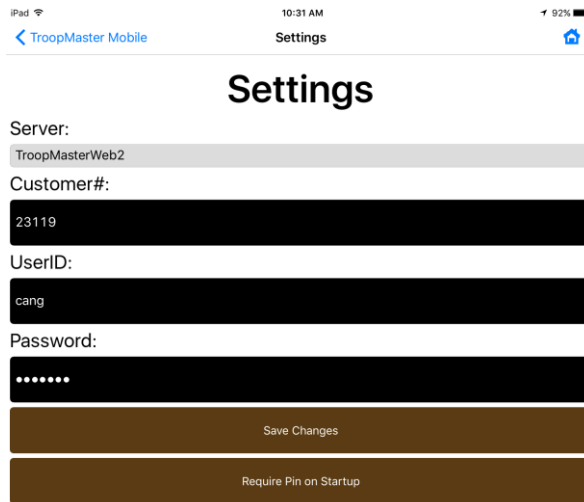 iPad 10:31 AM 92%
TroopMaster Mobile Settings
Settings
Server:
TroopMasterWeb2
Customer#:
23119
UserID:
cang
Password:
•••••••
Save Changes
Require Pin on Startup